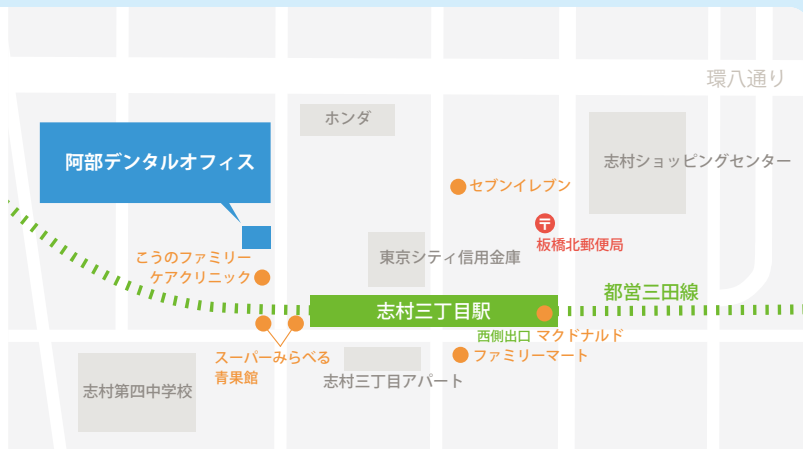 環八通り
ホンダ
阿部デンタルオフィス
志村ショッピングセンター
セブンイレブン
〒
板橋北郵便局
こうのファミリー
ケアクリニック
東京シティ信用金庫
都営三田線
志村三丁目駅
西側出口
マクドナルド
スーパーみらべる
青果館
ファミリーマート
志村三丁目アパート
志村第四中学校